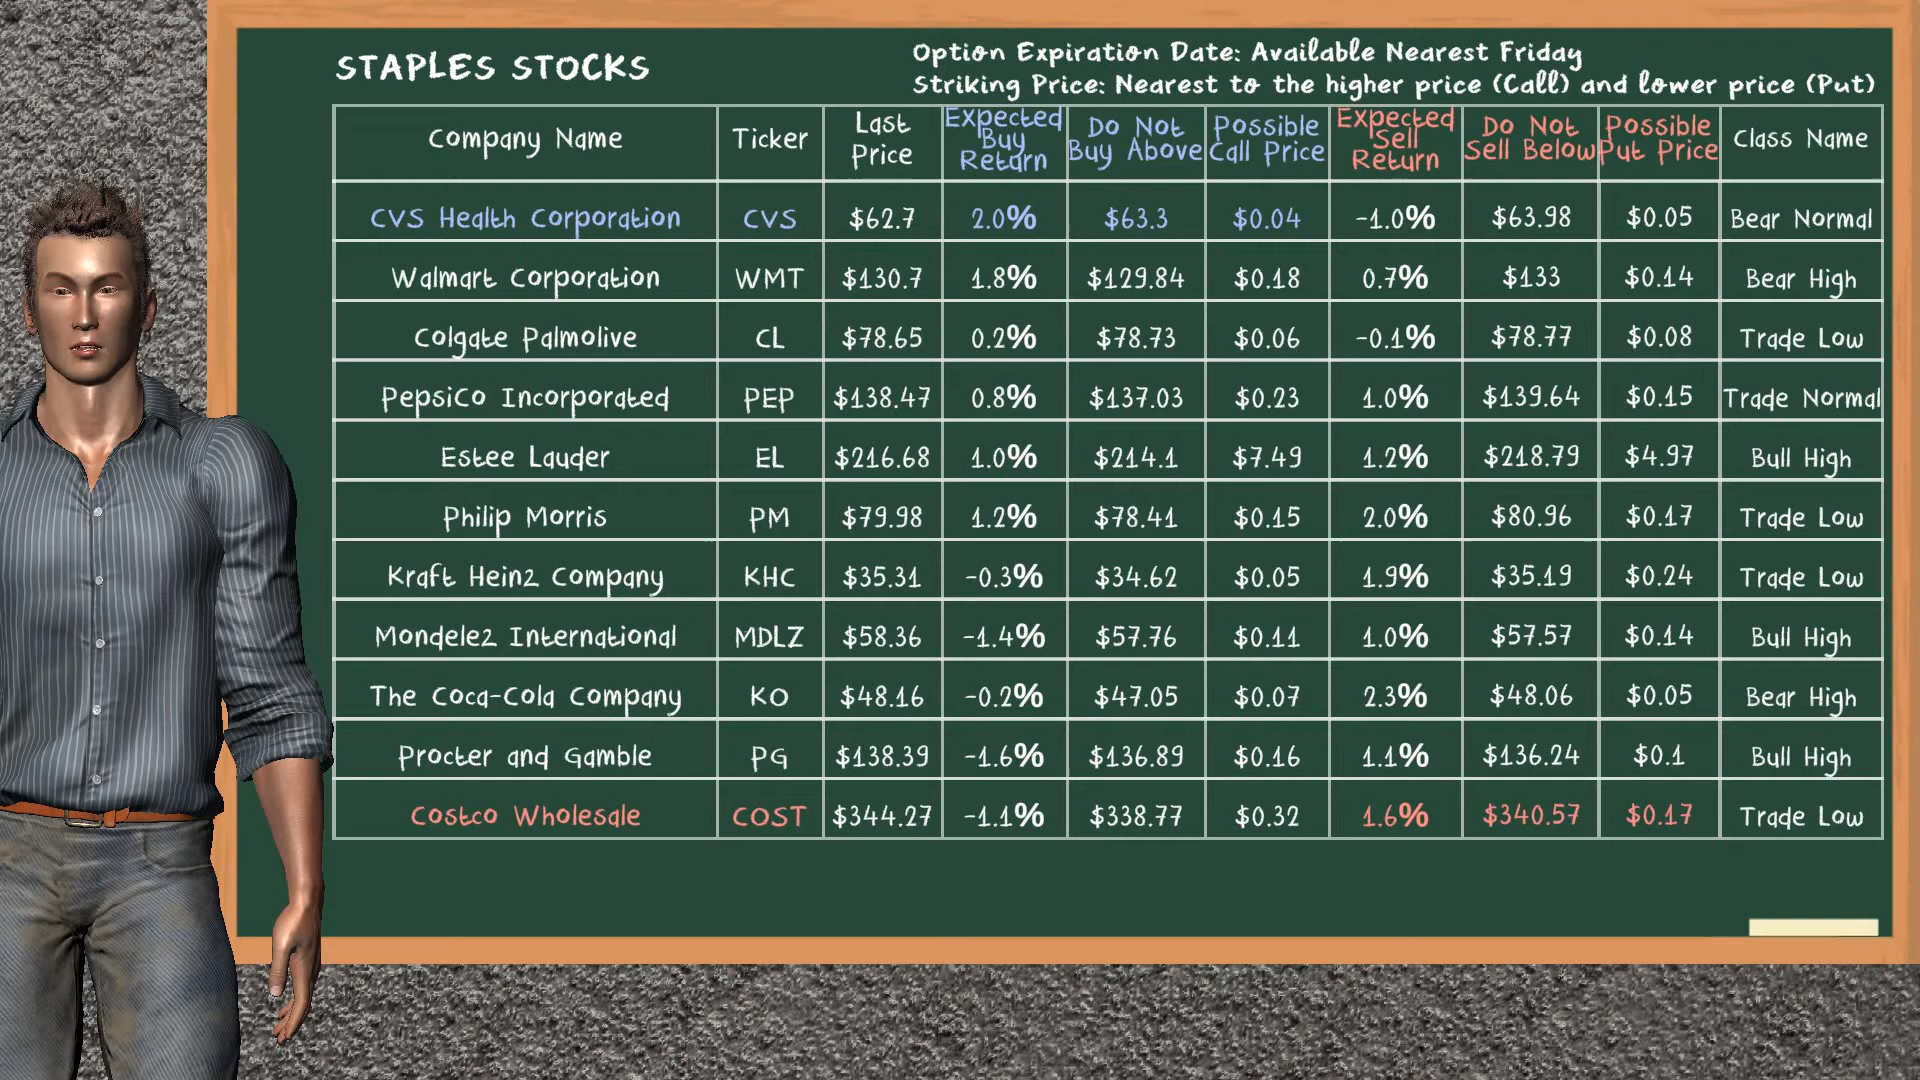 STAPLES STOCKS
Option Expiration Date: Available Nearest Friday
Striking Price: Nearest to the higher price (Call) and lower price (Put)
Company Name Ticker Last Price Expected Buy Return Do Not Buy Above Possible Call Price Expected Sell Return Do Not Sell Below Possible Put Price Class Name
CVS Health Corporation CVS $62.7 2.0% $63.3 $0.04 -1.0% $63.98 $0.05 Bear Normal
Walmart Corporation WMT $130.7 1.8% $129.84 $0.18 0.7% $133 $0.14 Bear High
Colgate Palmolive CL $78.65 0.2% $78.73 $0.06 -0.1% $78.77 $0.08 Trade Low
PepsiCo Incorporated PEP $138.47 0.8% $137.03 $0.23 1.0% $139.64 $0.15 Trade Normal
Estee Lauder EL $216.68 1.0% $214.1 $7.49 1.2% $218.79 $4.97 Bull High
Philip Morris PM $79.98 1.2% $78.41 $0.15 2.0% $80.96 $0.17 Trade Low
Kraft Heinz Company KHC $35.31 -0.3% $34.62 $0.05 1.9% $35.19 $0.24 Trade Low
Mondelez International MDLZ $58.36 -1.4% $57.76 $0.11 1.0% $57.57 $0.14 Bull High
The Coca-Cola Company KO $48.16 -0.2% $47.05 $0.07 2.3% $48.06 $0.05 Bear High
Procter and Gamble PG $138.39 -1.6% $136.89 $0.16 1.1% $136.24 $0.1 Bull High
Costco Wholesale COST $344.27 -1.1% $338.77 $0.32 1.6% $340.57 $0.17 Trade Low